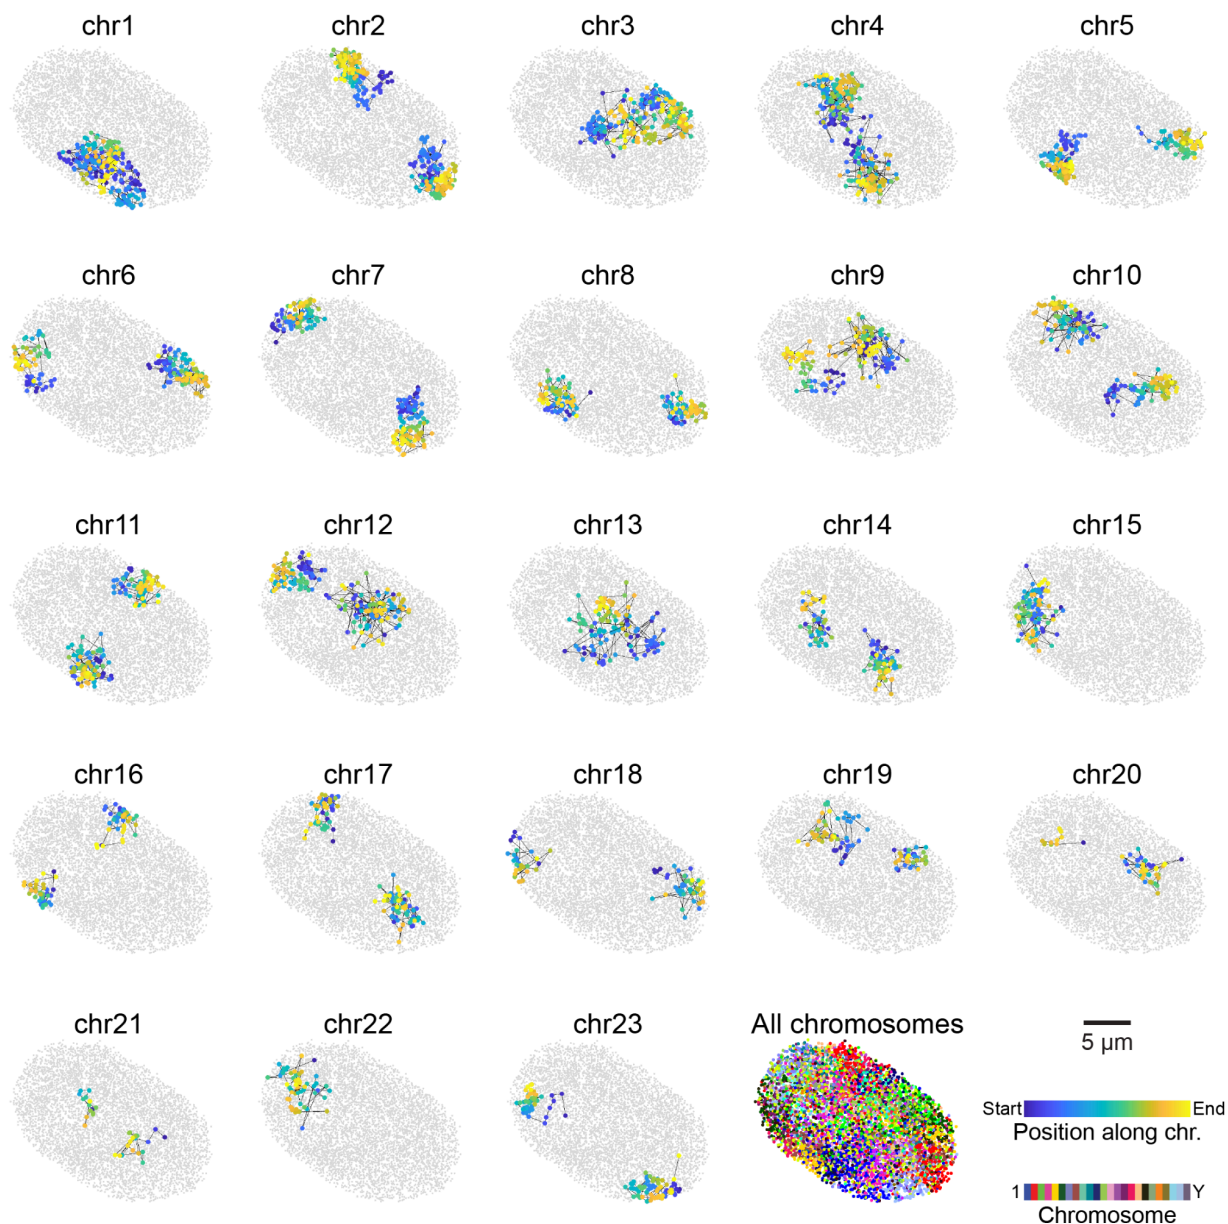 chr1
chr2
chr3
chr4
chr5
chr6
chr7
chr8
chr9
chr10
chr11
chr12
chr13
chr14
chr15
chr16
chr17
chr18
chr19
chr20
chr21
chr22
chr23
All chromosomes
5 μm
Start End
Position along chr.
1 Y
Chromosome